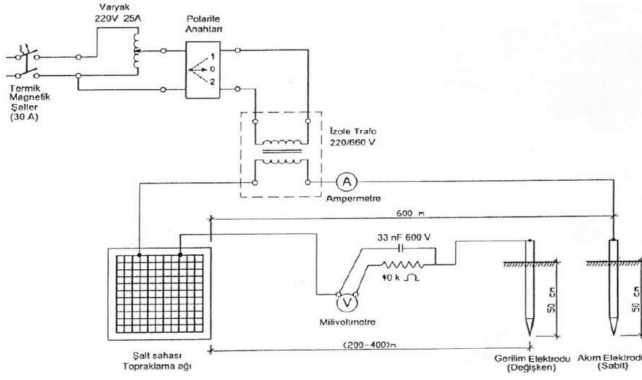 Varyak
220V 25A
Polarite
Anahtarı
1
0
2
Termik
Magnetik
Şalter
(30 A)
İzole Trafo
220/660 V
A
Ampermetre
600 m
33 nF 600 V
10 k
V
Milivoltmetre
50 cm
50 cm
(200-400)m
Şalt sahası
Topraklama ağı
Gerilim Elektrodu
(Değişken)
Akım Elektrodu
(Sabit)